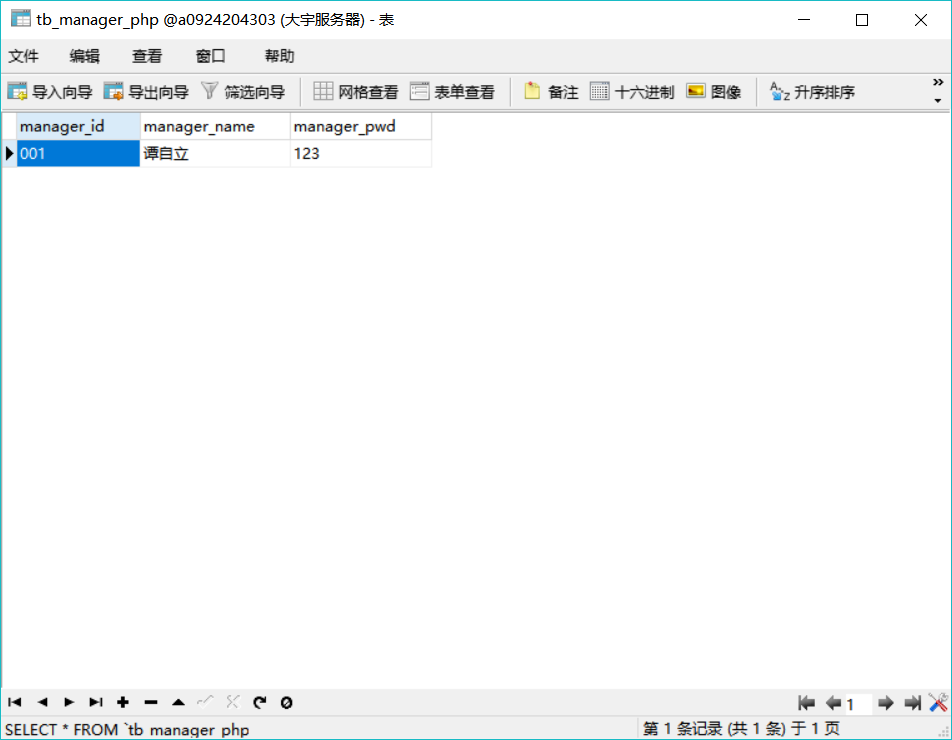 tb_manager_php @a0924204303 (大宇服务器) - 表
文件 编辑 查看 窗口 帮助
导入向导 导出向导 筛选向导 网格查看 表单查看 备注 十六进制 图像 升序排序
manager_id manager_name manager_pwd
001 谭自立 123
1
SELECT * FROM `tb_manager_php 第 1 条记录 (共 1 条) 于 1 页